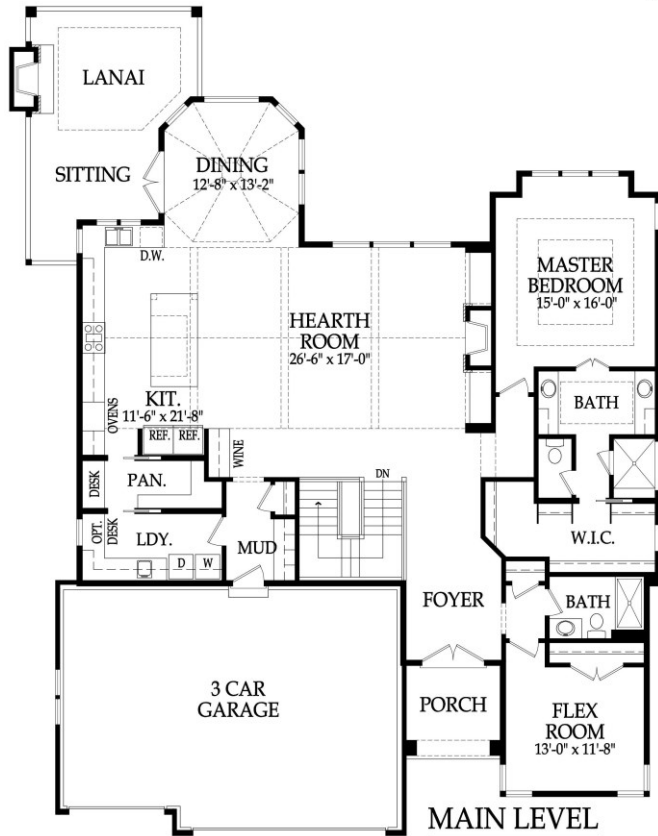 LANAI
SITTING
DINING
12'-8" x 13'-2"
D.W.
MASTER
BEDROOM
15'-0" x 16'-0"
HEARTH
ROOM
26'-6" x 17'-0"
KIT.
11'-6" x 21'-8"
OVENS
REF. REF.
WINE
BATH
DESK
PAN.
DN
OPT.
DESK
LDY.
D W
MUD
W.I.C.
FOYER
BATH
3 CAR
GARAGE
PORCH
FLEX
ROOM
13'-0" x 11'-8"
MAIN LEVEL